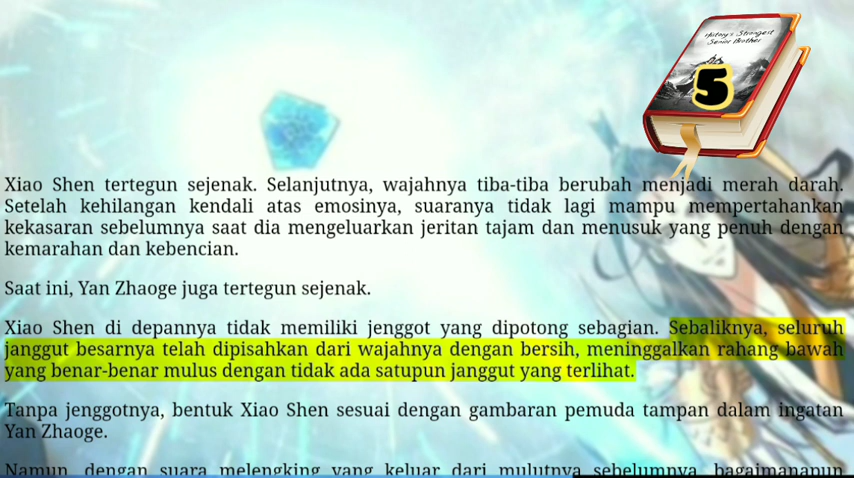 History's Strongest
Senior Brother
5
Xiao Shen tertegun sejenak. Selanjutnya, wajahnya tiba-tiba berubah menjadi merah darah.
Setelah kehilangan kendali atas emosinya, suaranya tidak lagi mampu mempertahankan
kekasaran sebelumnya saat dia mengeluarkan jeritan tajam dan menusuk yang penuh dengan
kemarahan dan kebencian.
Saat ini, Yan Zhaoge juga tertegun sejenak.
Xiao Shen di depannya tidak memiliki jenggot yang dipotong sebagian. Sebaliknya, seluruh
janggut besarnya telah dipisahkan dari wajahnya dengan bersih, meninggalkan rahang bawah
yang benar-benar mulus dengan tidak ada satupun janggut yang terlihat.
Tanpa jenggotnya, bentuk Xiao Shen sesuai dengan gambaran pemuda tampan dalam ingatan
Yan Zhaoge.
Namun, dengan suara melengking yang keluar dari mulutnya sebelumnya, bagaimanapun